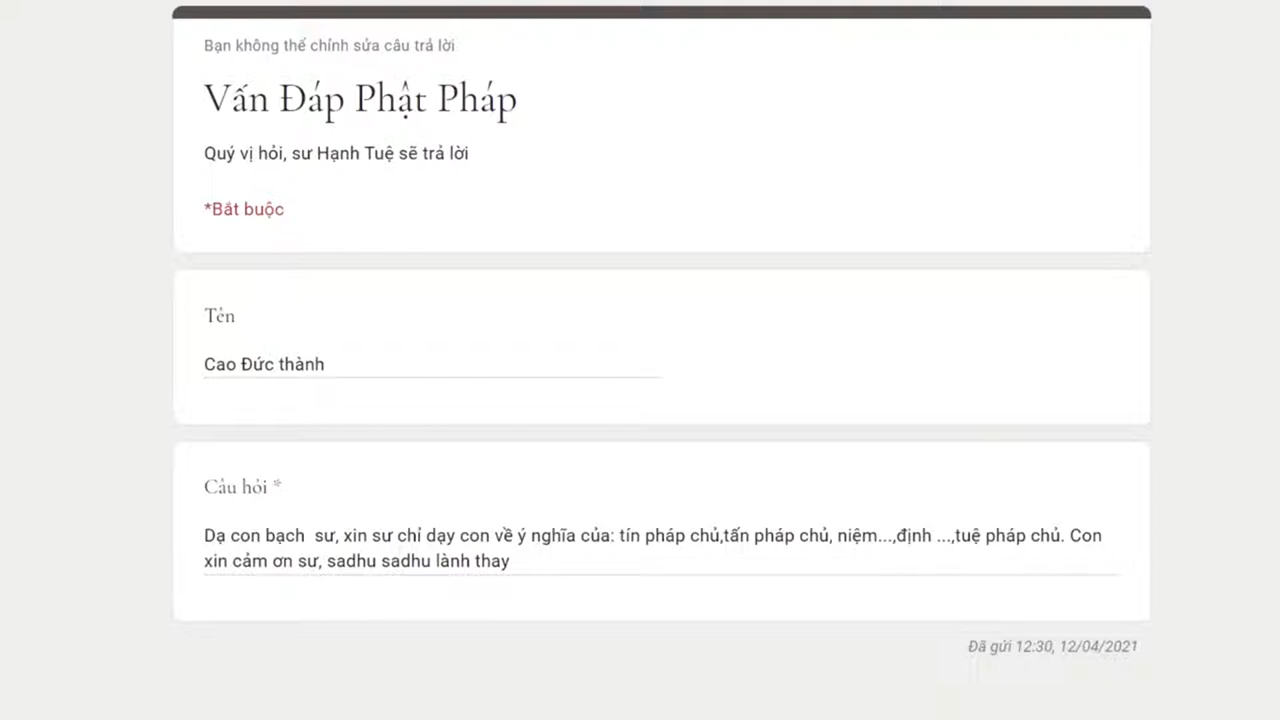 Bạn không thể chỉnh sửa câu trả lời
Vấn Đáp Phật Pháp
Quý vị hỏi, sư Hạnh Tuệ sẽ trả lời
*Bắt buộc
Tên
Cao Đức thành
Câu hỏi *
Dạ con bạch  sư, xin sư chỉ dạy con về ý nghĩa của: tín pháp chủ,tấn pháp chủ, niệm...,định ...,tuệ pháp chủ. Con
xin cảm ơn sư, sadhu sadhu lành thay
Đã gửi 12:30, 12/04/2021